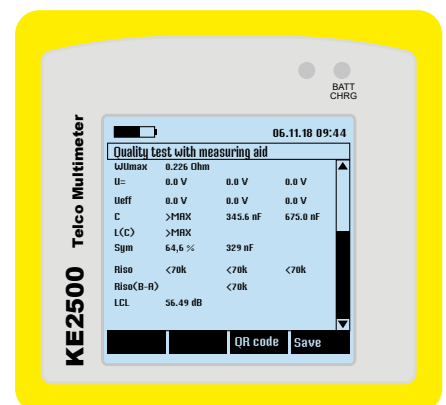 BATT
CHRG
KE2500 Telco Multimeter
06.11.18 09:44
Quality test with measuring aid
WUmax 0.226 Ohm
U= 0.0 V 0.0 V 0.0 V
Ueff 0.0 V 0.0 V 0.0 V
C >MAX 345.6 nF 675.0 nF
L(C) >MAX
Sym 64,6 % 329 nF
Riso <70k <70k <70k
Riso(B-A) <70k
LCL 56.49 dB
QR code Save